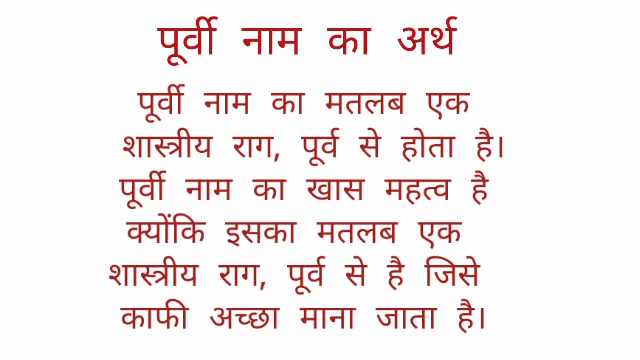 पूर्वी नाम का अर्थ
पूर्वी नाम का मतलब एक
शास्त्रीय राग, पूर्व से होता है।
पूर्वी नाम का खास महत्व है
क्योंकि इसका मतलब एक
शास्त्रीय राग, पूर्व से है जिसे
काफी अच्छा माना जाता है।